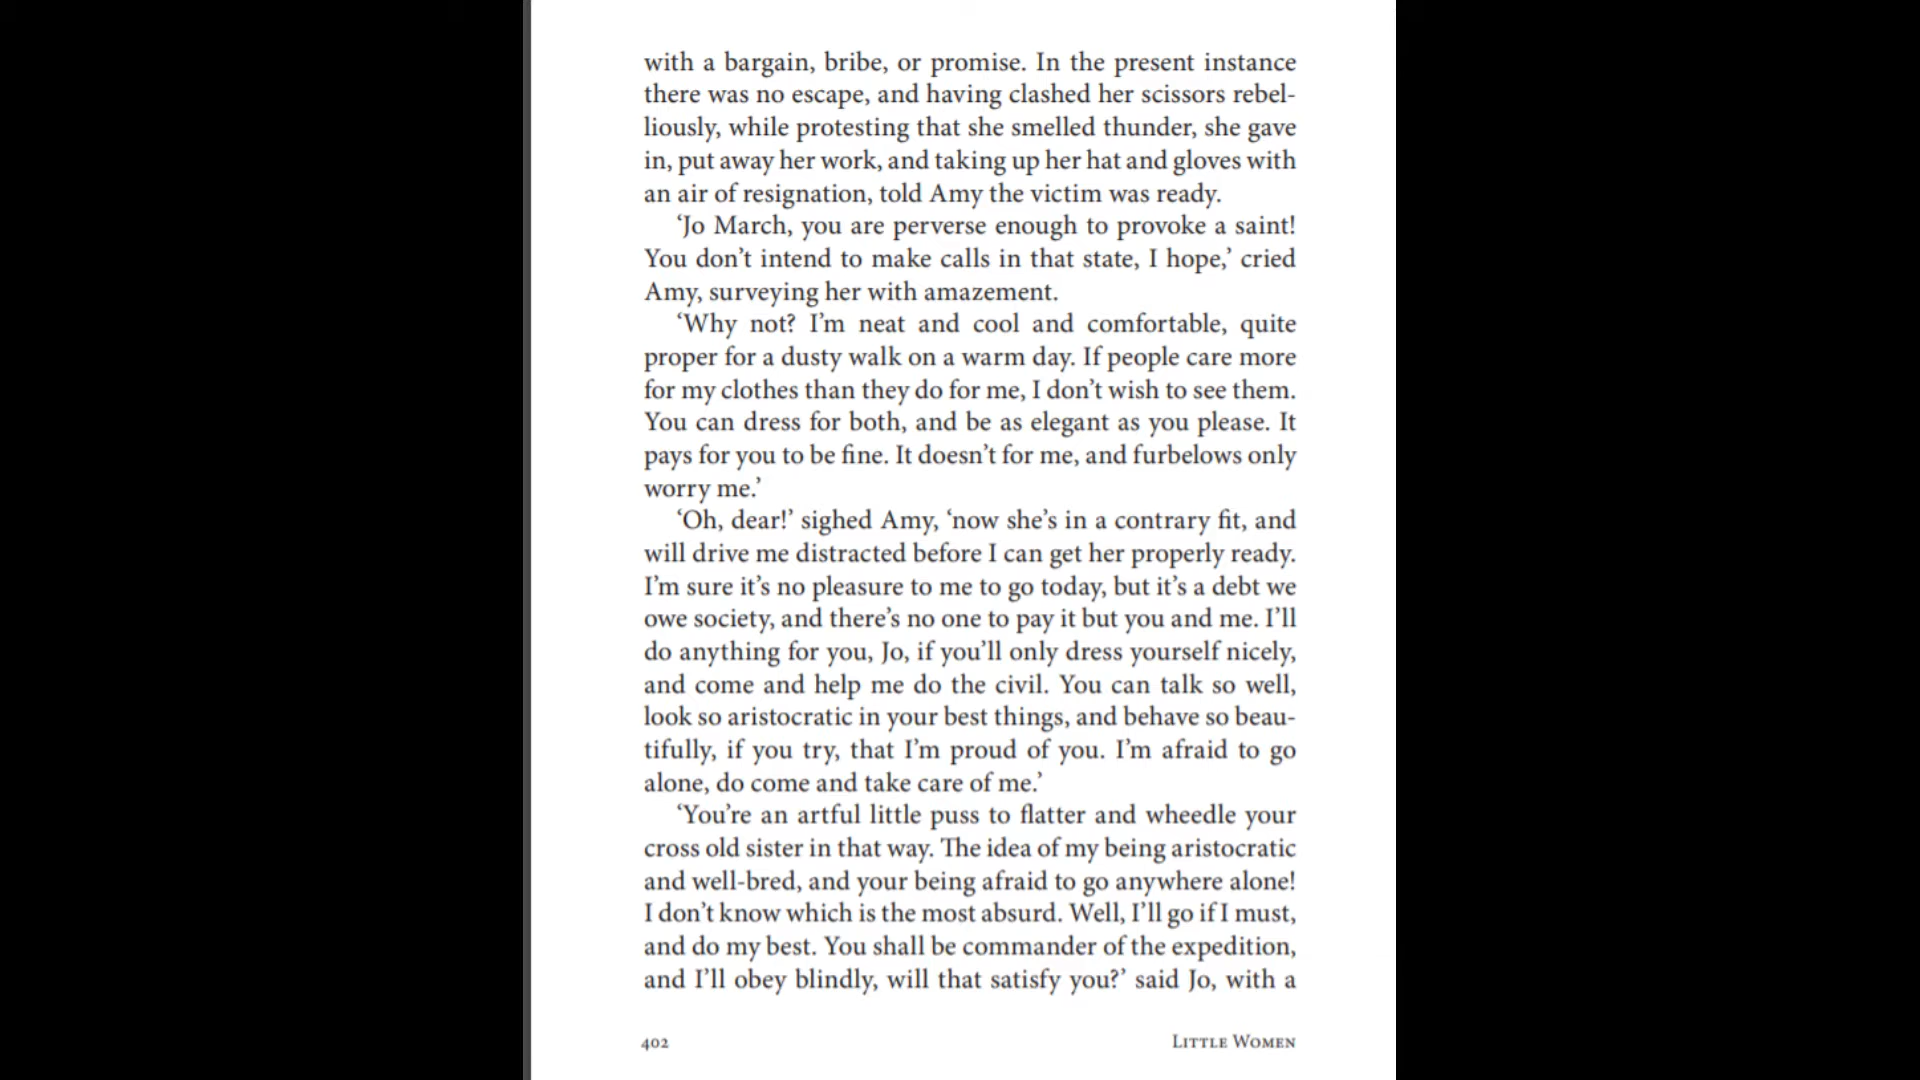 with a bargain, bribe, or promise. In the present instance
there was no escape, and having clashed her scissors rebel-
liously, while protesting that she smelled thunder, she gave
in, put away her work, and taking up her hat and gloves with
an air of resignation, told Amy the victim was ready.
‘Jo March, you are perverse enough to provoke a saint!
You don’t intend to make calls in that state, I hope,’ cried
Amy, surveying her with amazement.
‘Why not? I’m neat and cool and comfortable, quite
proper for a dusty walk on a warm day. If people care more
for my clothes than they do for me, I don’t wish to see them.
You can dress for both, and be as elegant as you please. It
pays for you to be fine. It doesn’t for me, and furbelows only
worry me.’
‘Oh, dear!’ sighed Amy, ‘now she’s in a contrary fit, and
will drive me distracted before I can get her properly ready.
I’m sure it’s no pleasure to me to go today, but it’s a debt we
owe society, and there’s no one to pay it but you and me. I’ll
do anything for you, Jo, if you’ll only dress yourself nicely,
and come and help me do the civil. You can talk so well,
look so aristocratic in your best things, and behave so beau-
tifully, if you try, that I’m proud of you. I’m afraid to go
alone, do come and take care of me.’
‘You’re an artful little puss to flatter and wheedle your
cross old sister in that way. The idea of my being aristocratic
and well-bred, and your being afraid to go anywhere alone!
I don’t know which is the most absurd. Well, I’ll go if I must,
and do my best. You shall be commander of the expedition,
and I’ll obey blindly, will that satisfy you?’ said Jo, with a
402 Little Women